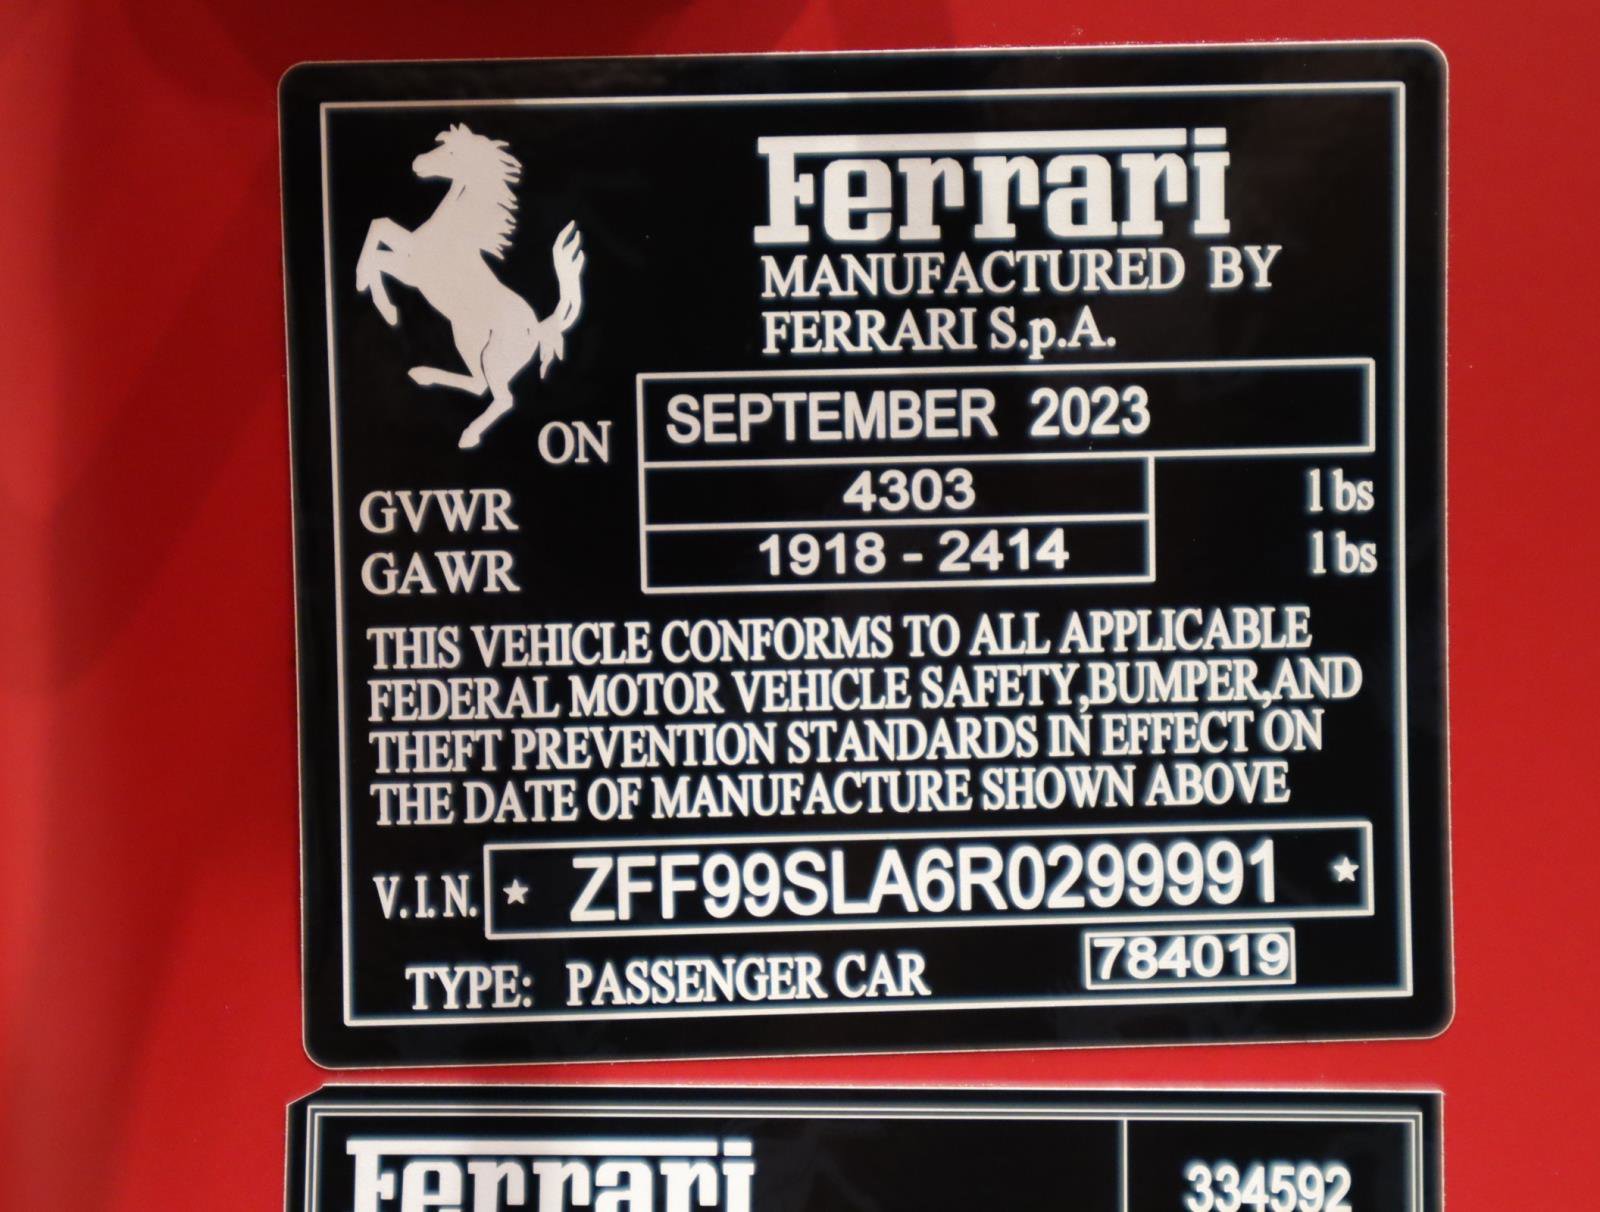 Ferrari
MANUFACTURED BY
FERRARI S.p.A.
ON SEPTEMBER 2023
GVWR 4303 lbs
GAWR 1918 - 2414 lbs
THIS VEHICLE CONFORMS TO ALL APPLICABLE
FEDERAL MOTOR VEHICLE SAFETY,BUMPER,AND
THEFT PREVENTION STANDARDS IN EFFECT ON
THE DATE OF MANUFACTURE SHOWN ABOVE
V.I.N. ★ ZFF99SLA6R0299991 ★
TYPE: PASSENGER CAR 784019
Ferrari 334592